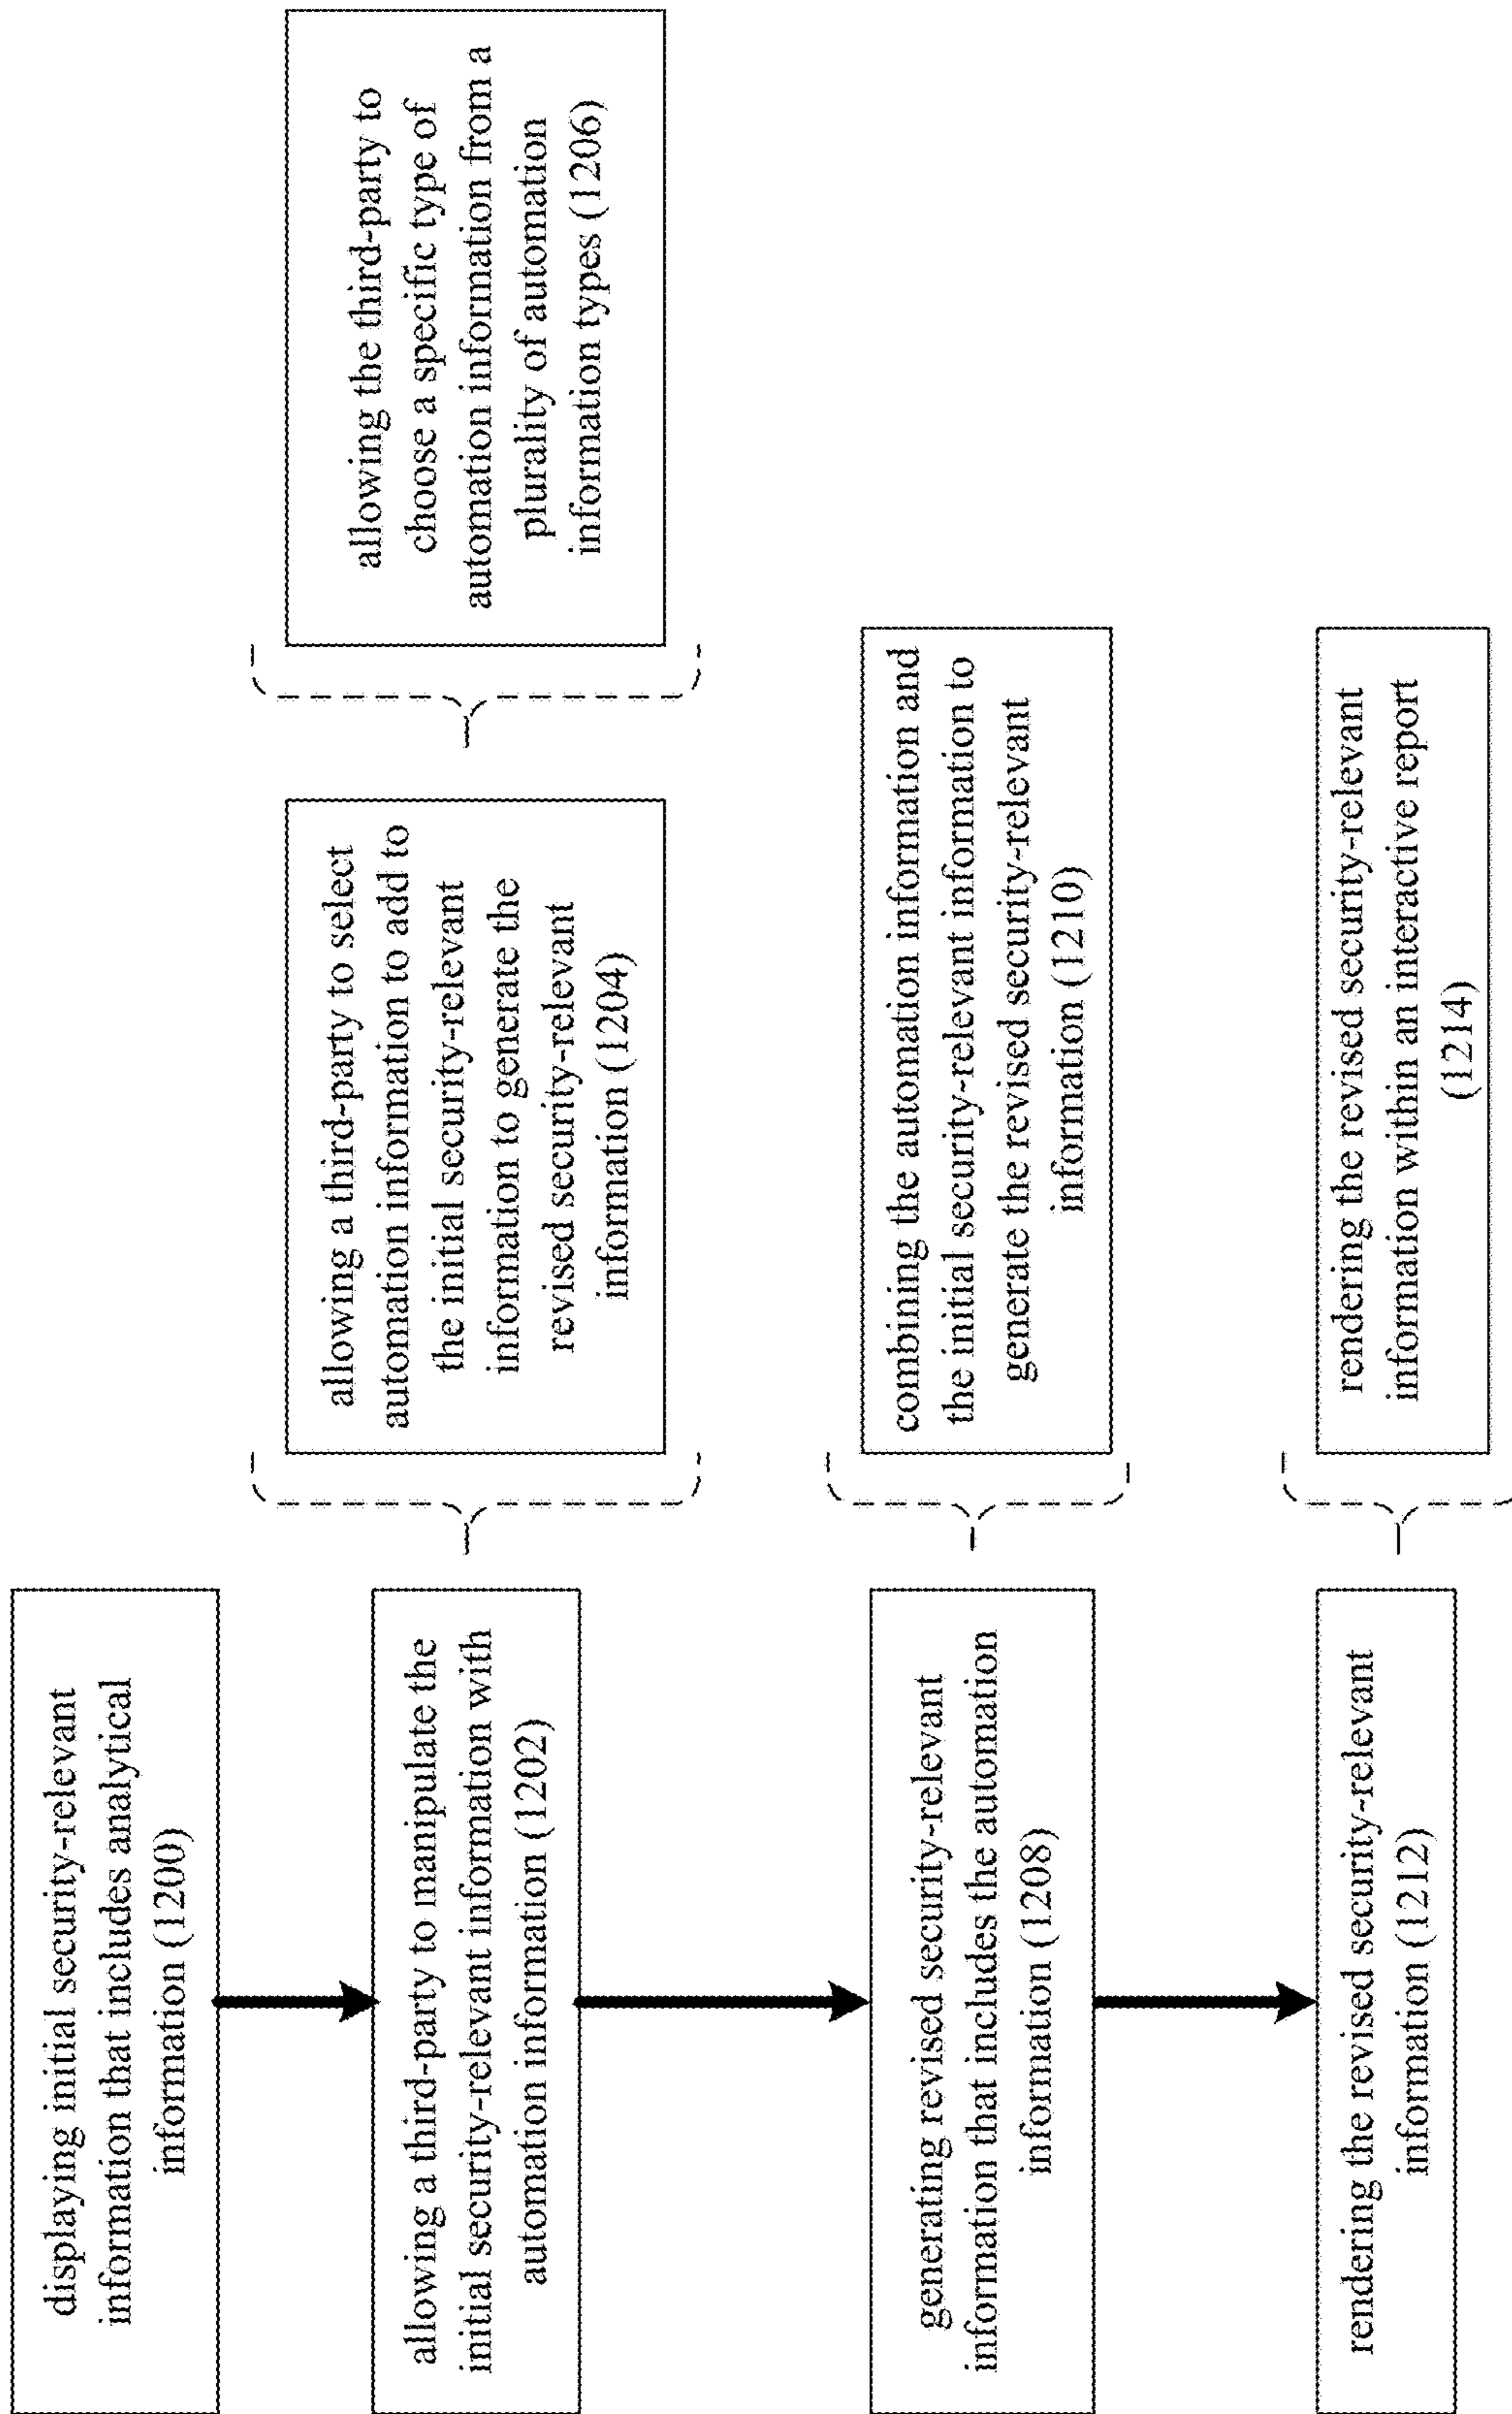 displaying initial security-relevant
information that includes analytical
information (1200)
allowing a third-party to manipulate the
initial security-relevant information with
automation information (1202)
allowing a third-party to select
automation information to add to
the initial security-relevant
information to generate the
revised security-relevant
information (1204)
allowing the third-party to
choose a specific type of
automation information from a
plurality of automation
information types (1206)
generating revised security-relevant
information that includes the automation
information (1208)
combining the automation information and
the initial security-relevant information to
generate the revised security-relevant
information (1210)
rendering the revised security-relevant
information (1212)
rendering the revised security-relevant
information within an interactive report
(1214)